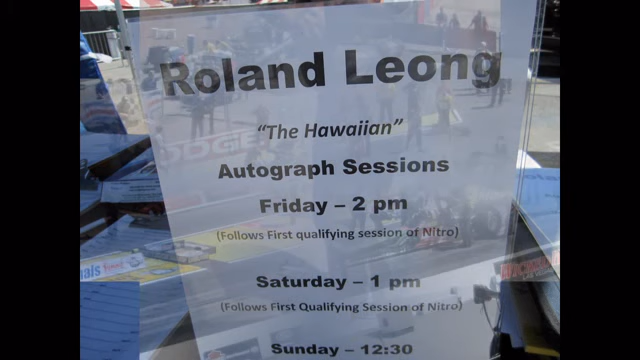 Roland Leong
“The Hawaiian”
Autograph Sessions
Friday – 2 pm
(Follows First qualifying session of Nitro)
Saturday – 1 pm
(Follows First Qualifying Session of Nitro)
Sunday – 12:30
DODGE